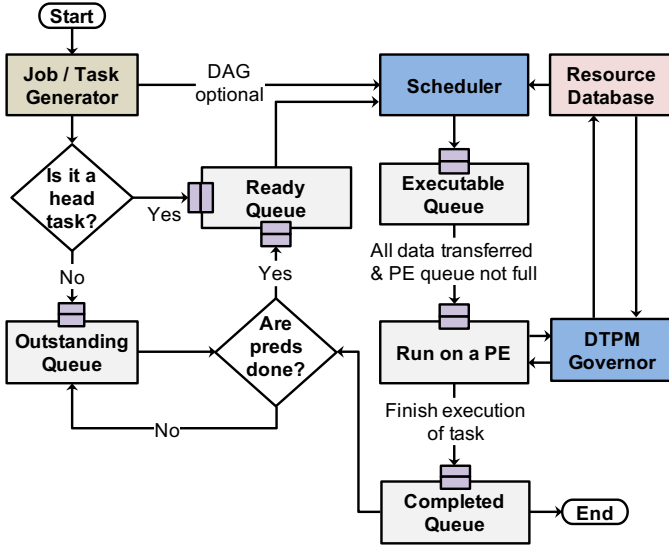 Start
Job / Task
Generator
DAG
optional
Scheduler
Resource
Database
Is it a
head
task?
Yes
Ready
Queue
Executable
Queue
No
Yes
All data transferred
& PE queue not full
Outstanding
Queue
Are
preds
done?
Run on a PE
DTPM
Governor
No
Finish execution
of task
Completed
Queue
End